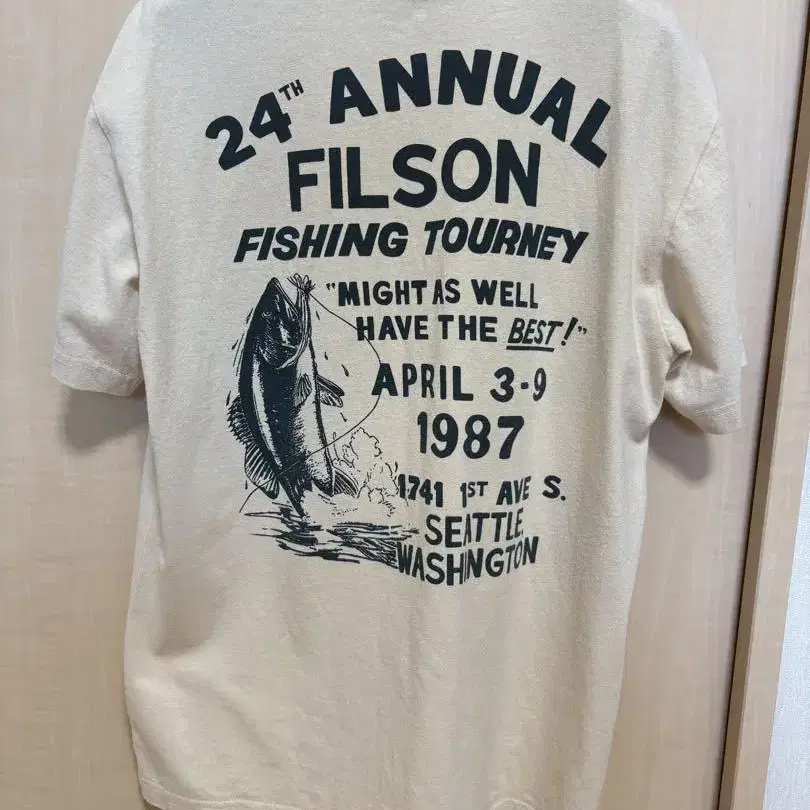 24TH ANNUAL
FILSON
FISHING TOURNEY
"MIGHT AS WELL
HAVE THE BEST!"
APRIL 3-9
1987
1741 1ST AVE S.
SEATTLE
WASHINGTON